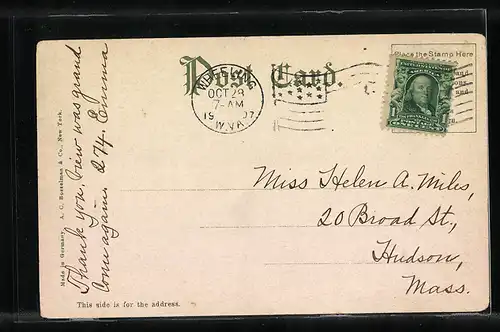 Post Card.
Place the Stamp Here
WHEELING
OCT 28
7-AM
1907
W.VA.
Miss Helen A. Miles,
20 Broad St.,
Hudson,
Mass.
Thank you. View was grand
Come again. I. H. Emma
Made in Germany. A. C. Bosselman & Co., New York.
This side is for the address.